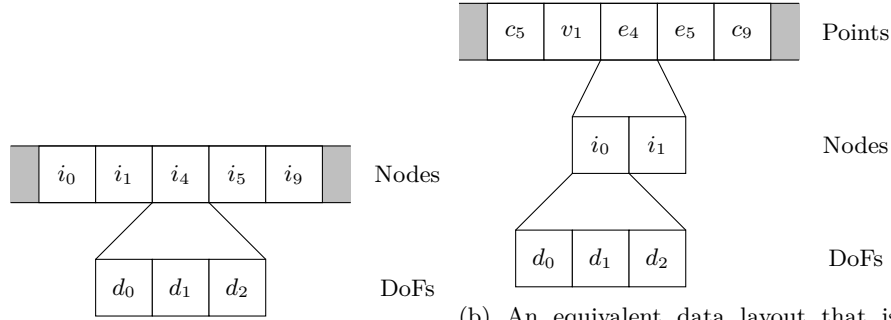 i0 i1 i4 i5 i9 Nodes
d0 d1 d2 DoFs
c5 v1 e4 e5 c9 Points
i0 i1 Nodes
d0 d1 d2 DoFs
(b) An equivalent data layout that is